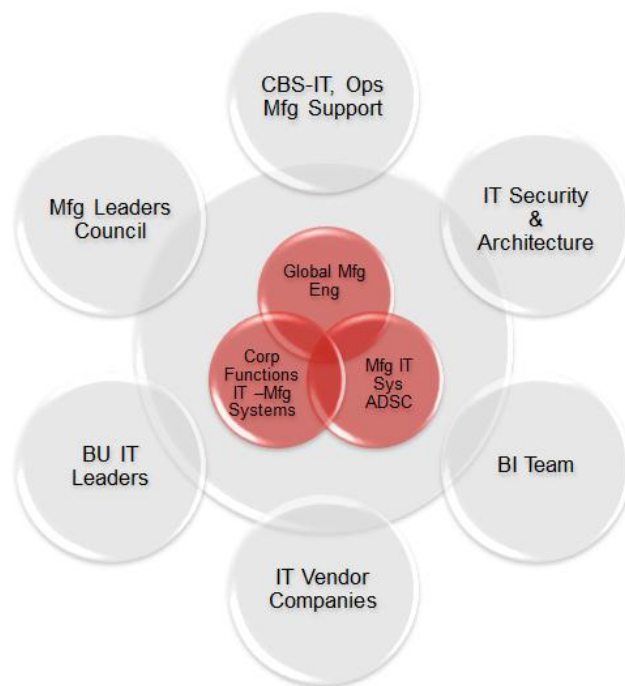 CBS-IT, Ops
Mfg Support
Mfg Leaders
Council
IT Security
&
Architecture
Global Mfg
Eng
Corp
Functions
IT –Mfg
Systems
Mfg IT
Sys
ADSC
BU IT
Leaders
BI Team
IT Vendor
Companies